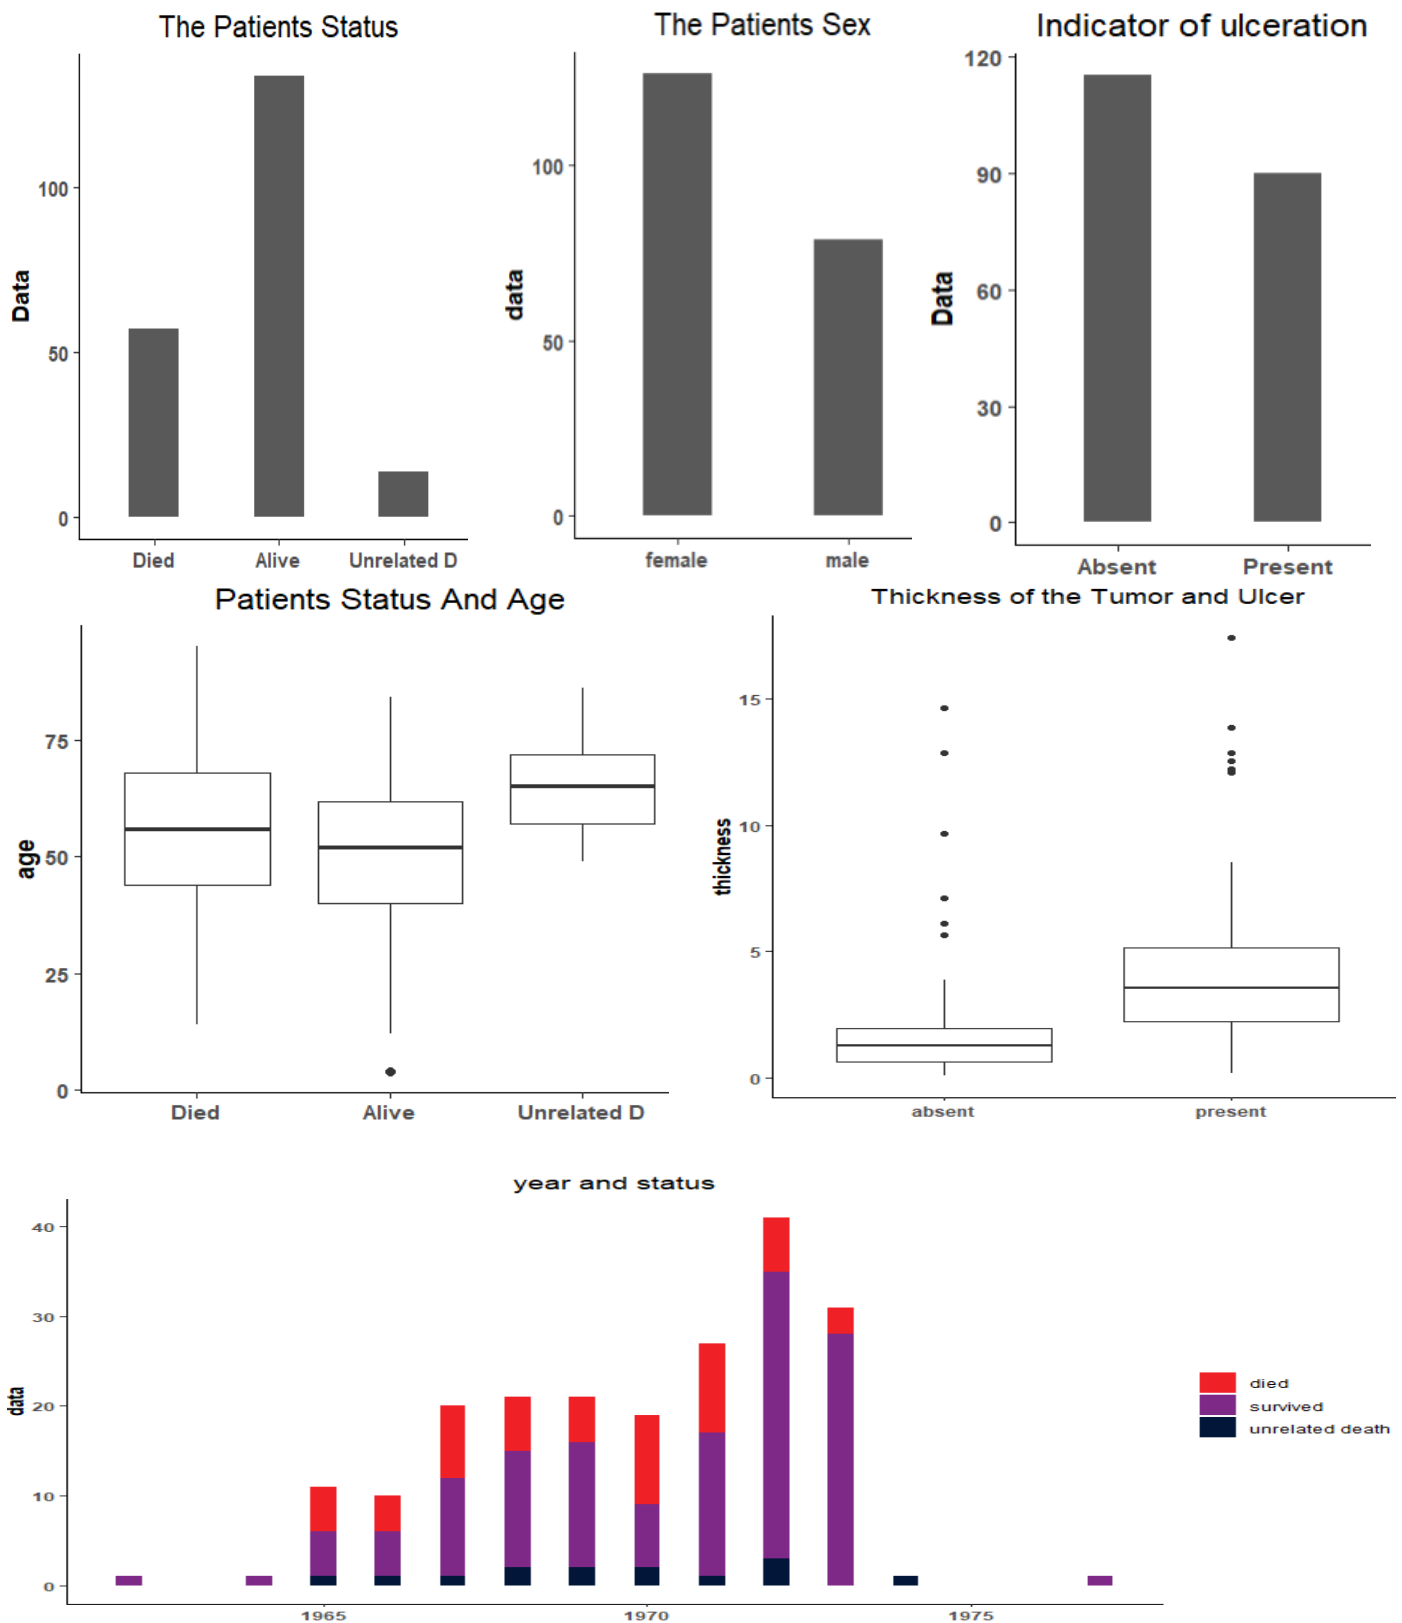 The Patients Status
Data
100
50
0
Died Alive Unrelated D
The Patients Sex
data
100
50
0
female male
Indicator of ulceration
Data
120
90
60
30
0
Absent Present
Patients Status And Age
age
75
50
25
0
Died Alive Unrelated D
Thickness of the Tumor and Ulcer
thickness
15
10
5
0
absent present
year and status
data
40
30
20
10
0
1965 1970 1975
died
survived
unrelated death